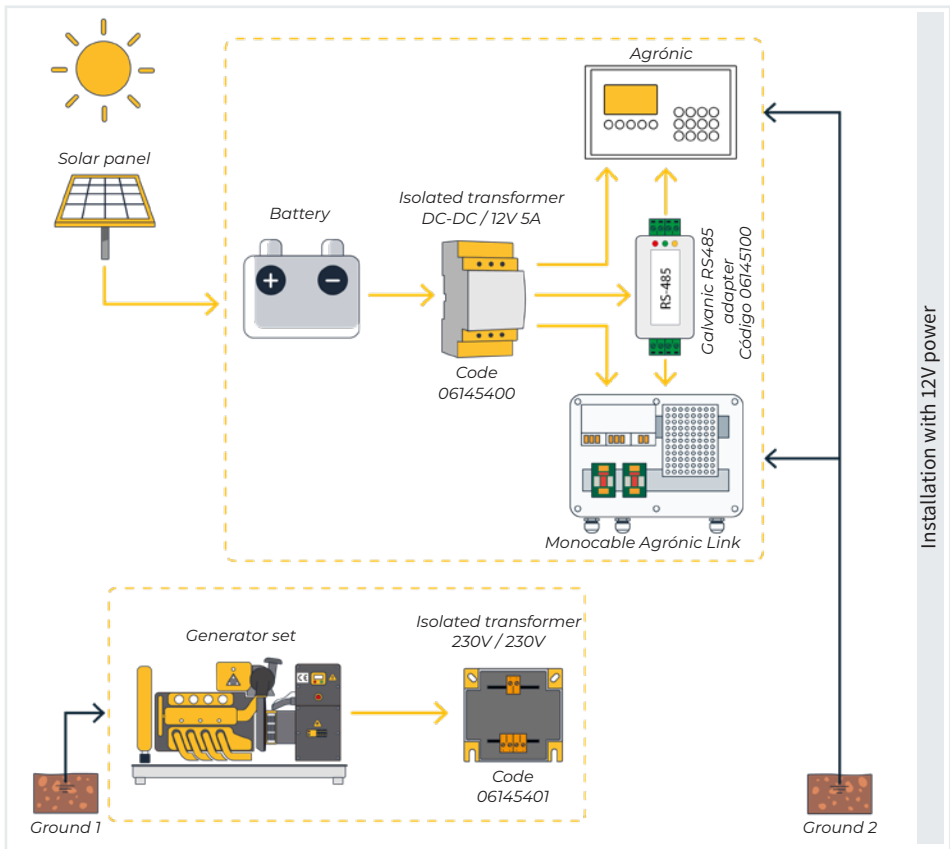 Agrónic
Solar panel
Battery
Isolated transformer
DC-DC / 12V 5A
Code
06145400
RS-485
Galvanic RS485
adapter
Código 06145100
Monocable Agrónic Link
Installation with 12V power
Generator set
Isolated transformer
230V / 230V
CE
Code
06145401
Ground 1
Ground 2